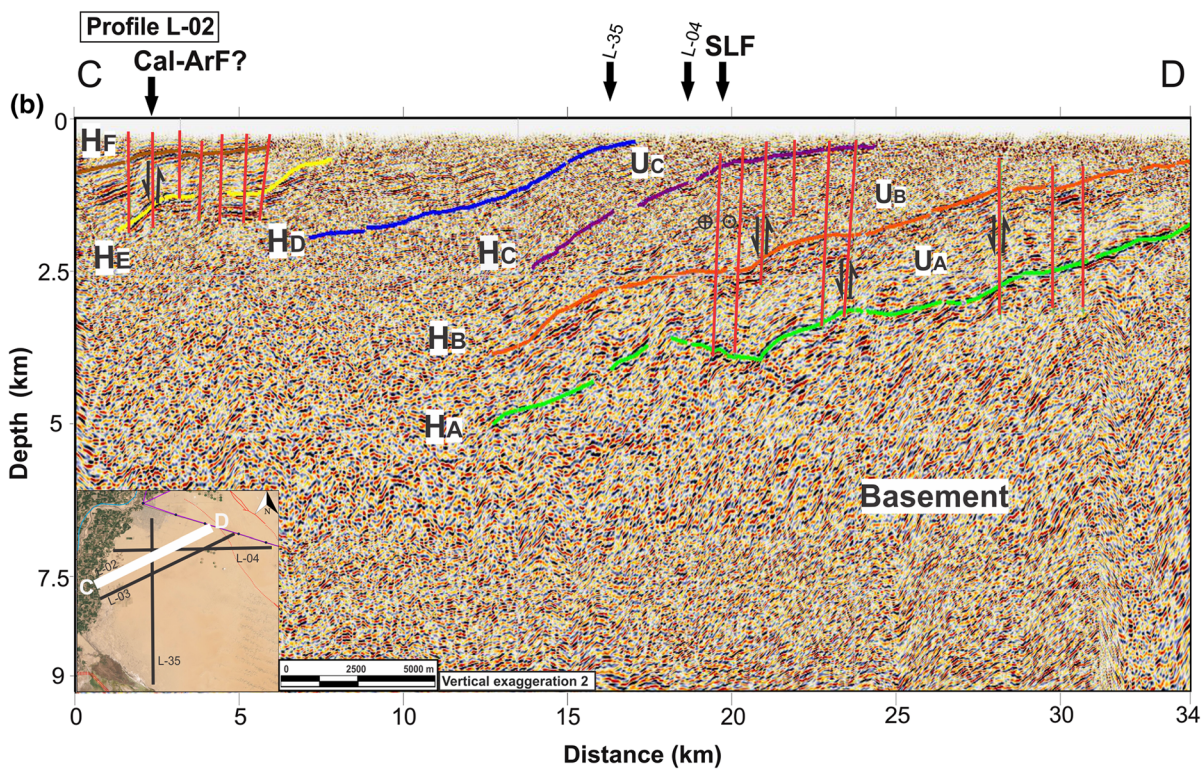 Profile L-02
Cal-ArF?
L-35
L-04
SLF
C
D
(b)
0
2.5
5
7.5
9
Depth (km)
HF
HE
HD
HC
HB
HA
UC
UB
UA
Basement
N
D
C
L-02
L-03
L-04
L-35
0 2500 5000 m
Vertical exaggeration 2
0 5 10 15 20 25 30 34
Distance (km)